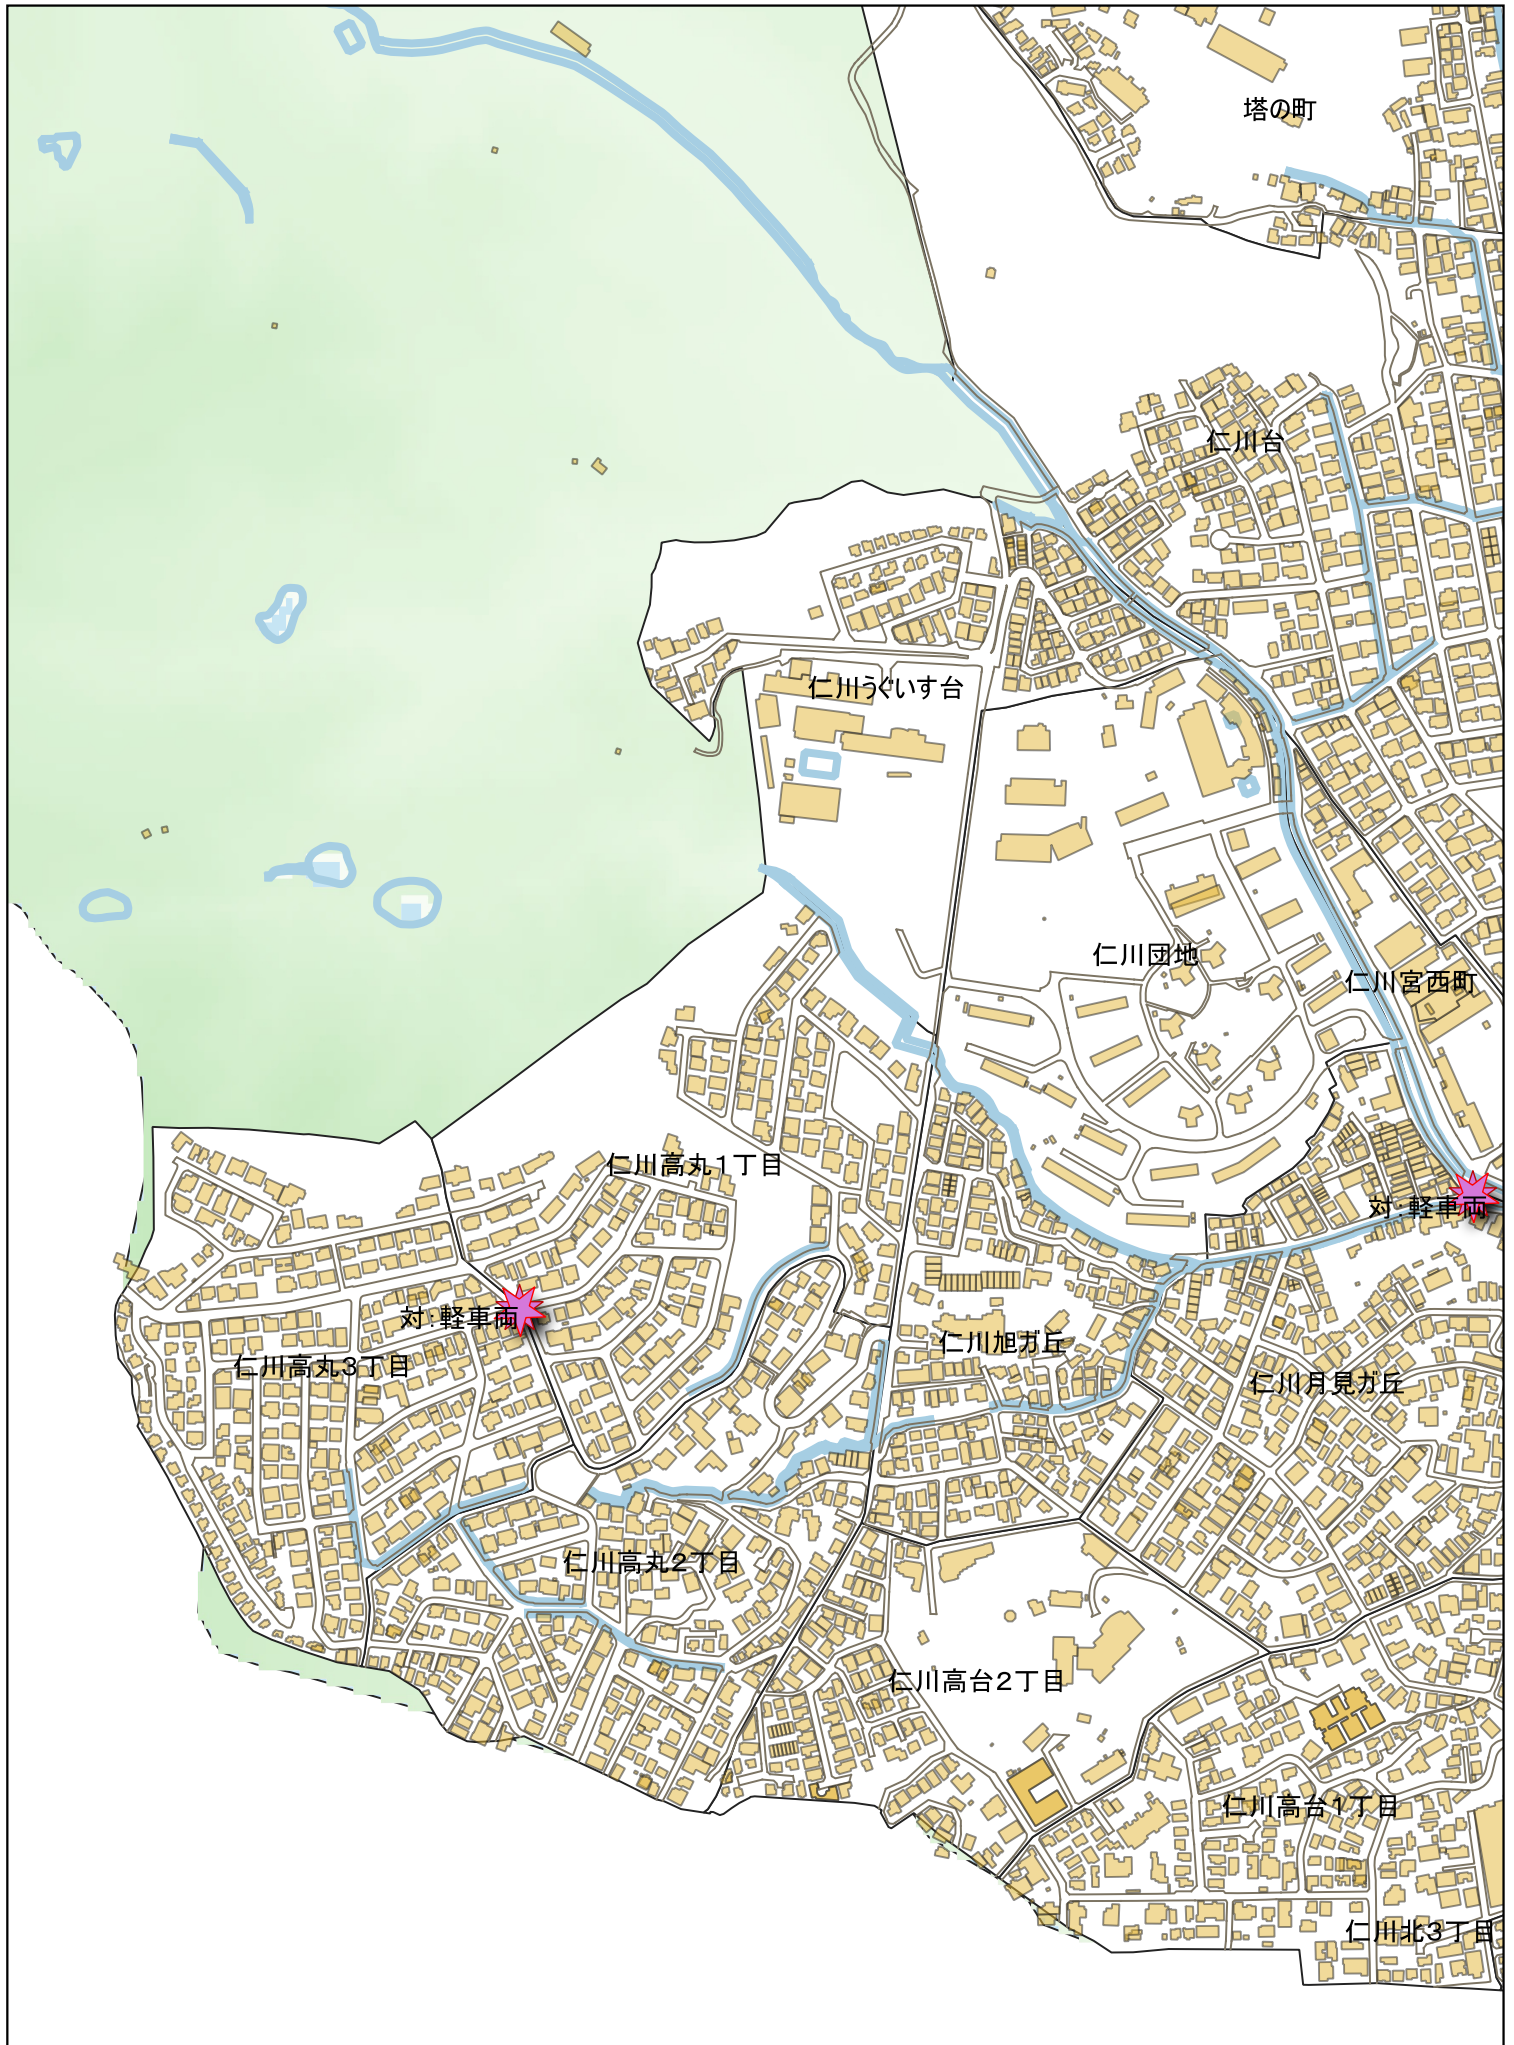 塔の町
仁川台
仁川うぐいす台
仁川団地
仁川宮西町
仁川高丸１丁目
対：軽車両
対：軽車両
仁川高丸３丁目
仁川旭ガ丘
仁川月見ガ丘
仁川高丸２丁目
仁川高台２丁目
仁川高台１丁目
仁川北３丁目